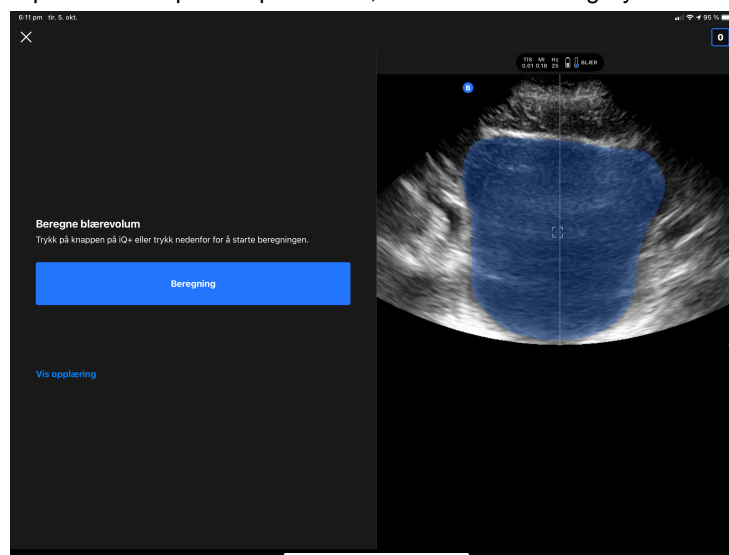 6:11 pm tir. 5. okt.
95 %
0
TIS MI Hz
0.01 0.18 25 BLÆR
B
Beregne blærevolum
Trykk på knappen på iQ+ eller trykk nedenfor for å starte beregningen.
Beregning
Vis opplæring